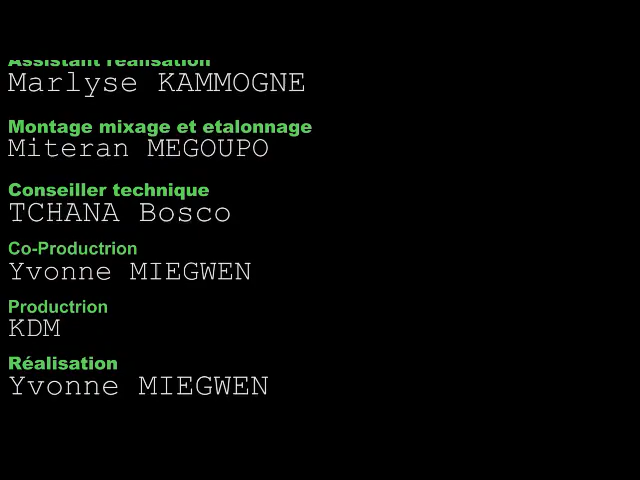 Assistant réalisation
Marlyse KAMMOGNE
Montage mixage et etalonnage
Miteran MEGOUPO
Conseiller technique
TCHANA Bosco
Co-Productrion
Yvonne MIEGWEN
Productrion
KDM
Réalisation
Yvonne MIEGWEN